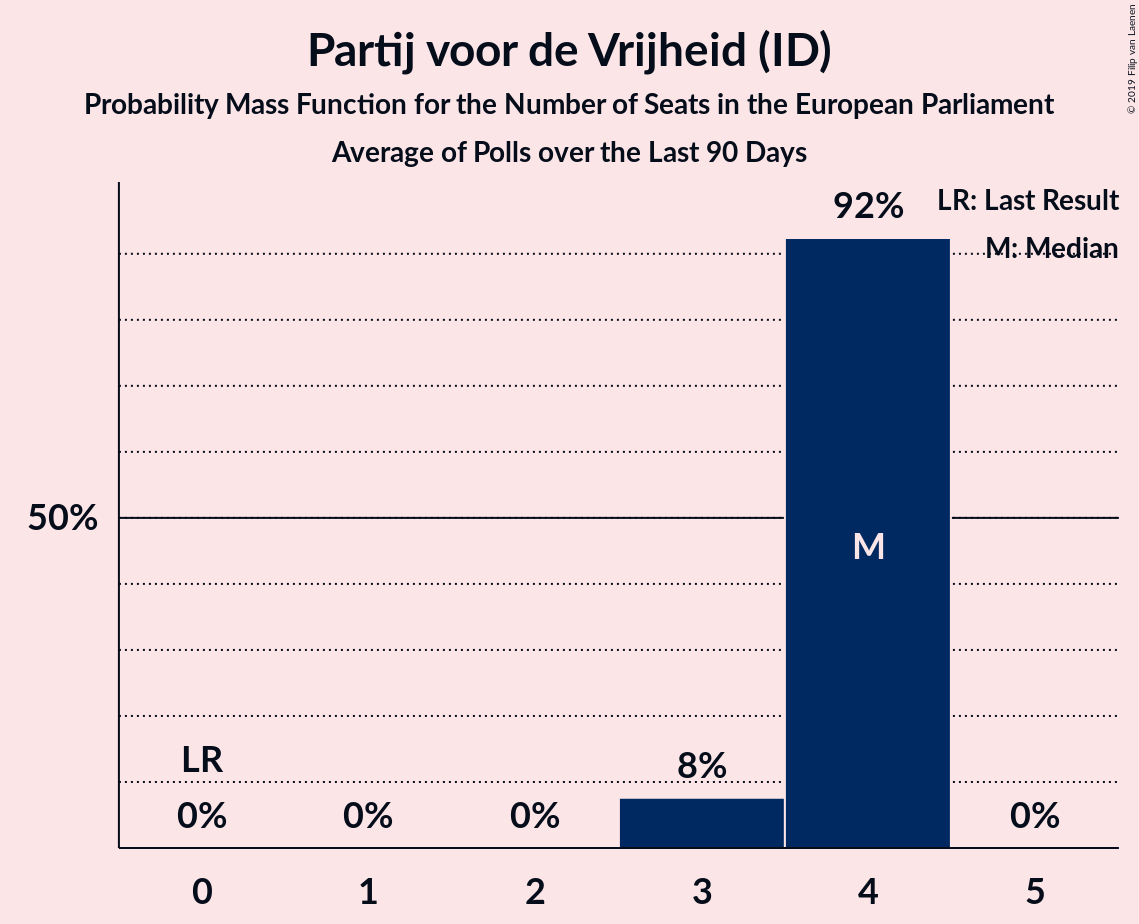 Partij voor de Vrijheid (ID)
Probability Mass Function for the Number of Seats in the European Parliament
Average of Polls over the Last 90 Days
© 2019 Filip van Laenen
LR: Last Result
M: Median
92%
50%
M
LR
8%
0%
0%
0%
0%
0 1 2 3 4 5